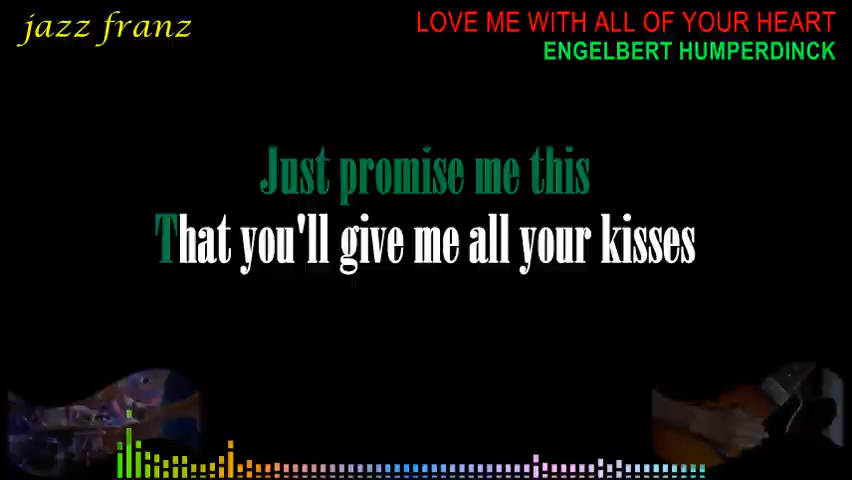 jazz franz
LOVE ME WITH ALL OF YOUR HEART
ENGELBERT HUMPERDINCK
Just promise me this
That you'll give me all your kisses